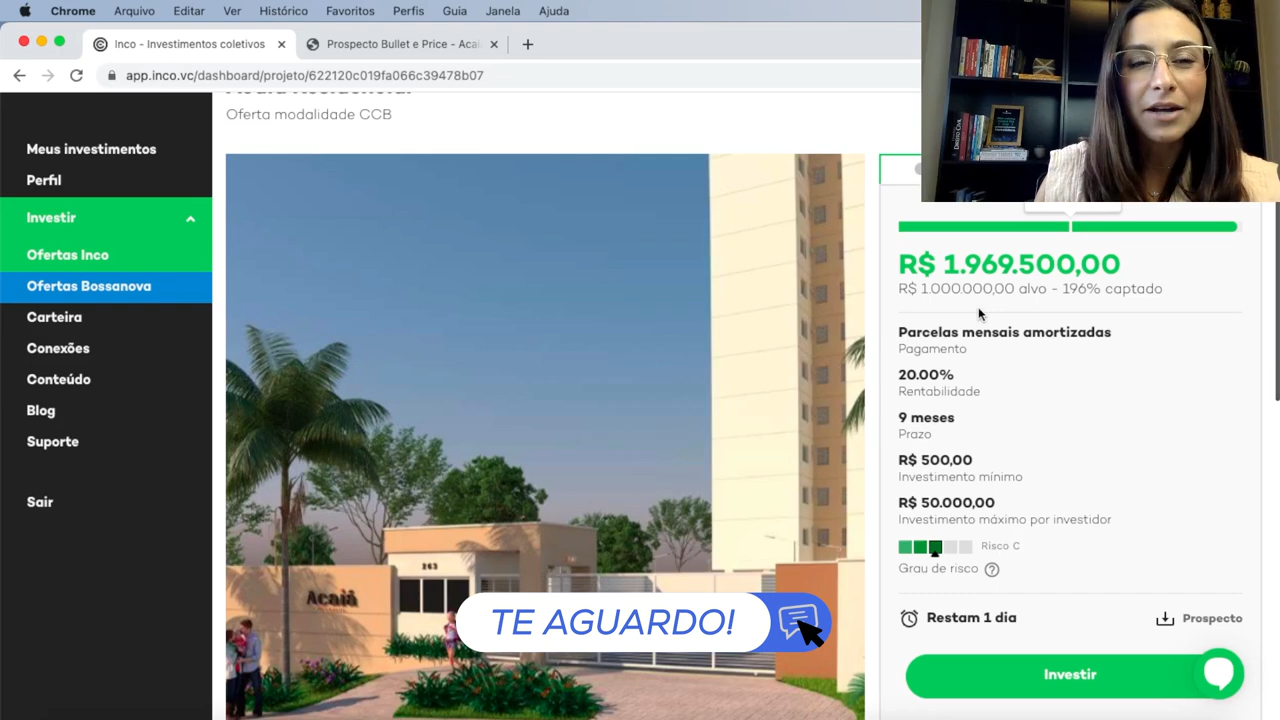 Chrome Arquivo Editar Ver Histórico Favoritos Perfis Guia Janela Ajuda
Inco - Investimentos coletivos
Prospecto Bullet e Price - Aca
app.inco.vc/dashboard/projeto/622120c019fa066c39478b07
Oferta modalidade CCB
Meus investimentos
Perfil
Investir
Ofertas Inco
Ofertas Bossanova
Carteira
Conexões
Conteúdo
Blog
Suporte
Sair
263
Acaiá
TE AGUARDO!
R$ 1.969.500,00
R$ 1.000.000,00 alvo - 196% captado
Parcelas mensais amortizadas
Pagamento
20.00%
Rentabilidade
9 meses
Prazo
R$ 500,00
Investimento mínimo
R$ 50.000,00
Investimento máximo por investidor
Risco C
Grau de risco ?
Restam 1 dia
Prospecto
Investir